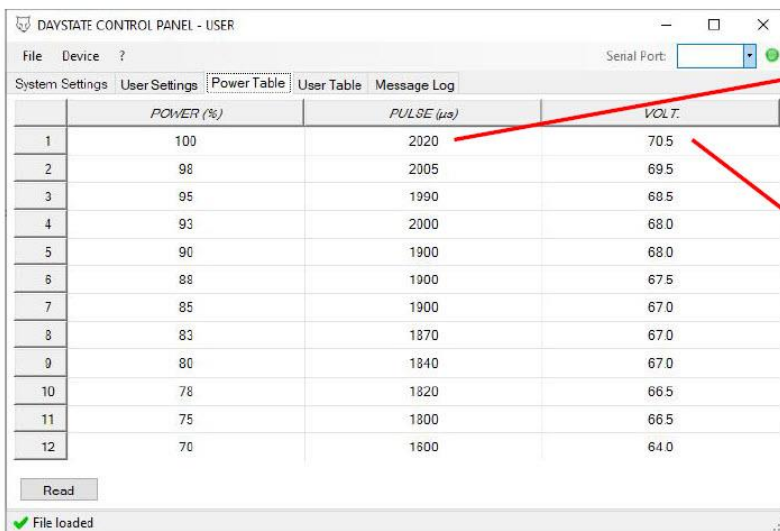 DAYSTATE CONTROL PANEL - USER
File Device ? Serial Port:
System Settings User Settings Power Table User Table Message Log
POWER (%) PULSE (µs) VOLT.
1 100 2020 70.5
2 98 2005 69.5
3 95 1990 68.5
4 93 2000 68.0
5 90 1900 68.0
6 88 1900 67.5
7 85 1900 67.0
8 83 1870 67.0
9 80 1840 67.0
10 78 1820 66.5
11 75 1800 66.5
12 70 1600 64.0
Read
File loaded